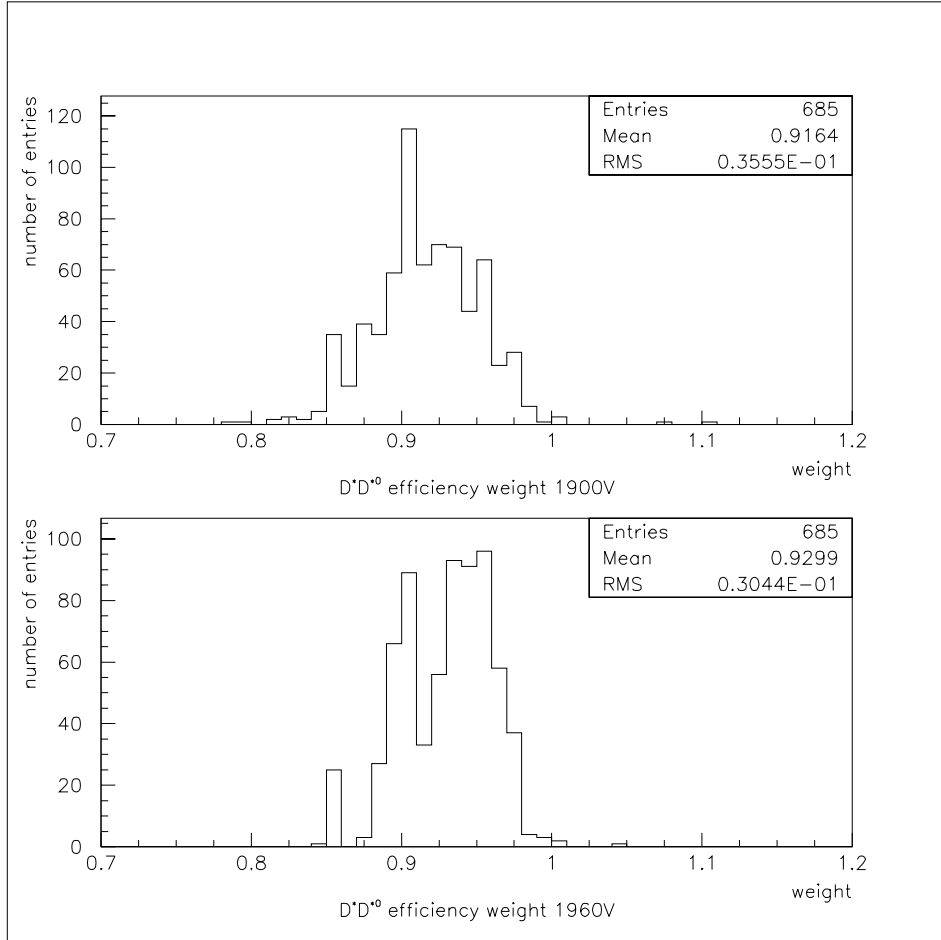 number of entries
120
100
80
60
40
20
0
Entries 685
Mean 0.9164
RMS 0.3555E-01
0.7 0.8 0.9 1 1.1 1.2
weight
D*D*0 efficiency weight 1900V
number of entries
100
80
60
40
20
0
Entries 685
Mean 0.9299
RMS 0.3044E-01
0.7 0.8 0.9 1 1.1 1.2
weight
D*D*0 efficiency weight 1960V